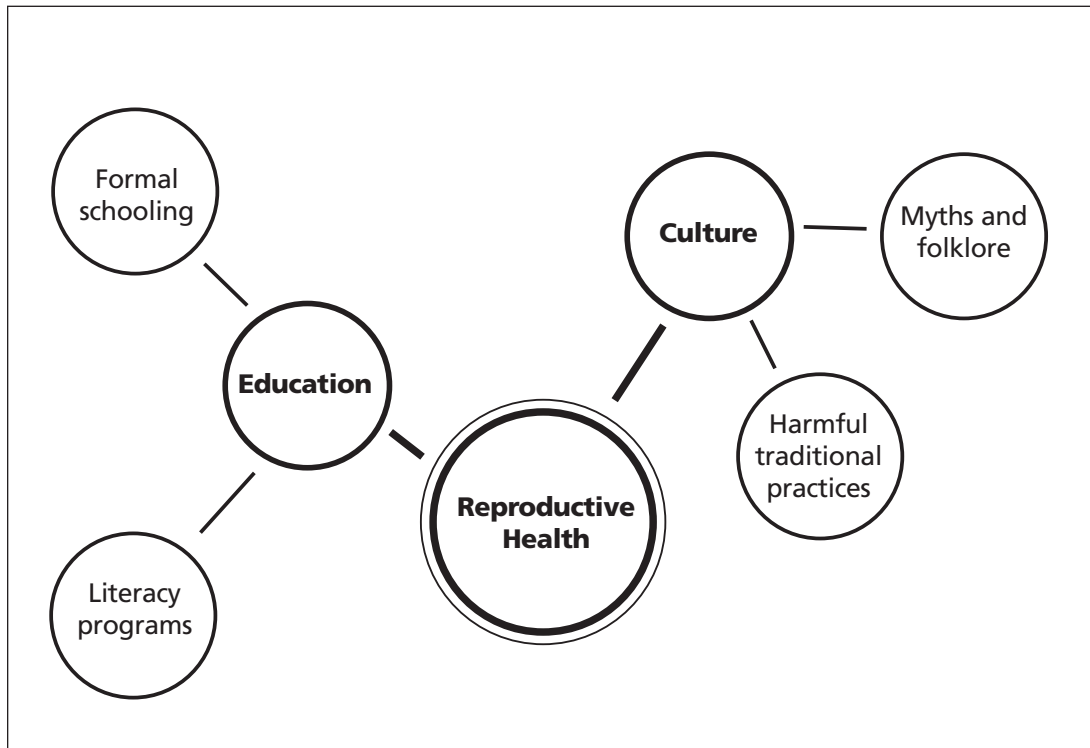 Formal
schooling
Education
Literacy
programs
Reproductive
Health
Culture
Myths and
folklore
Harmful
traditional
practices